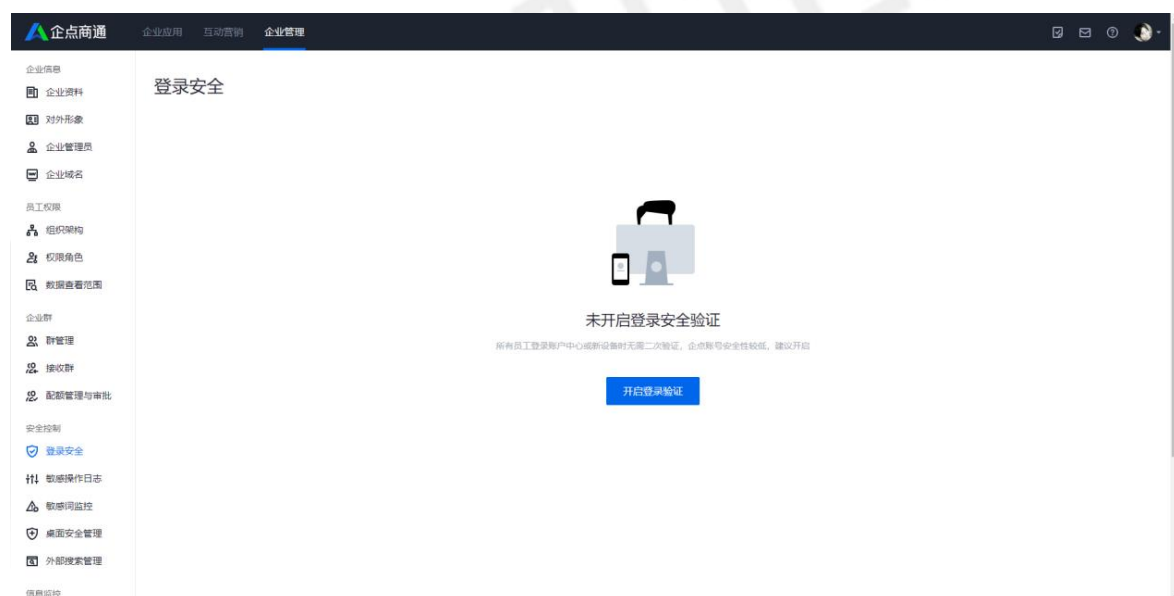 企点商通
企业应用 互动营销 企业管理
企业信息
企业资料
对外形象
企业管理员
企业域名
员工权限
组织架构
权限角色
数据查看范围
企业群
群管理
接收群
配额管理与审批
安全控制
登录安全
敏感操作日志
敏感词监控
桌面安全管理
外部搜索管理
信息监控
登录安全
未开启登录安全验证
所有员工登录账户中心或新设备时无需二次验证，企点账号安全性较低，建议开启
开启登录验证